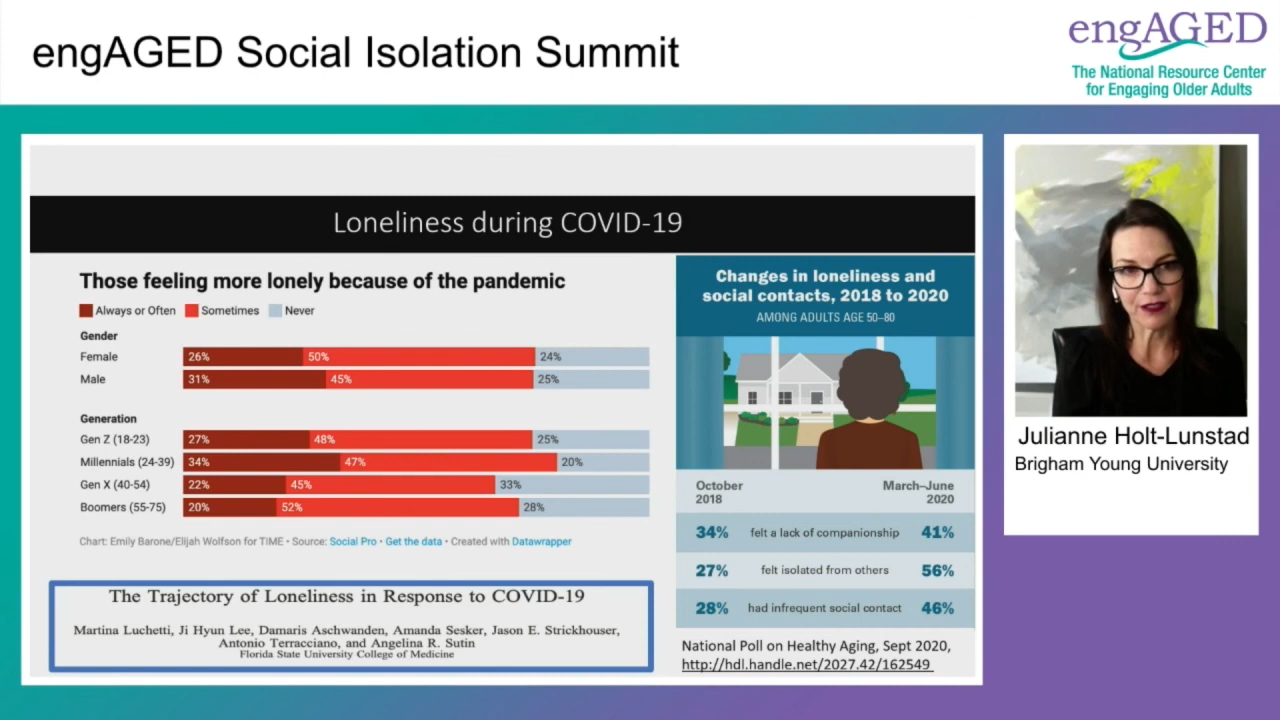 engAGED Social Isolation Summit
engAGED
The National Resource Center
for Engaging Older Adults
Loneliness during COVID-19
Those feeling more lonely because of the pandemic
Always or Often Sometimes Never
Gender
Female 26% 50% 24%
Male 31% 45% 25%
Generation
Gen Z (18-23) 27% 48% 25%
Millennials (24-39) 34% 47% 20%
Gen X (40-54) 22% 45% 33%
Boomers (55-75) 20% 52% 28%
Chart: Emily Barone/Elijah Wolfson for TIME • Source: Social Pro • Get the data • Created with Datawrapper
The Trajectory of Loneliness in Response to COVID-19
Martina Luchetti, Ji Hyun Lee, Damaris Aschwanden, Amanda Sesker, Jason E. Strickhouser,
Antonio Terracciano, and Angelina R. Sutin
Florida State University College of Medicine
Changes in loneliness and
social contacts, 2018 to 2020
AMONG ADULTS AGE 50–80
October March–June
2018 2020
34% felt a lack of companionship 41%
27% felt isolated from others 56%
28% had infrequent social contact 46%
National Poll on Healthy Aging, Sept 2020,
http://hdl.handle.net/2027.42/162549
Julianne Holt-Lunstad
Brigham Young University